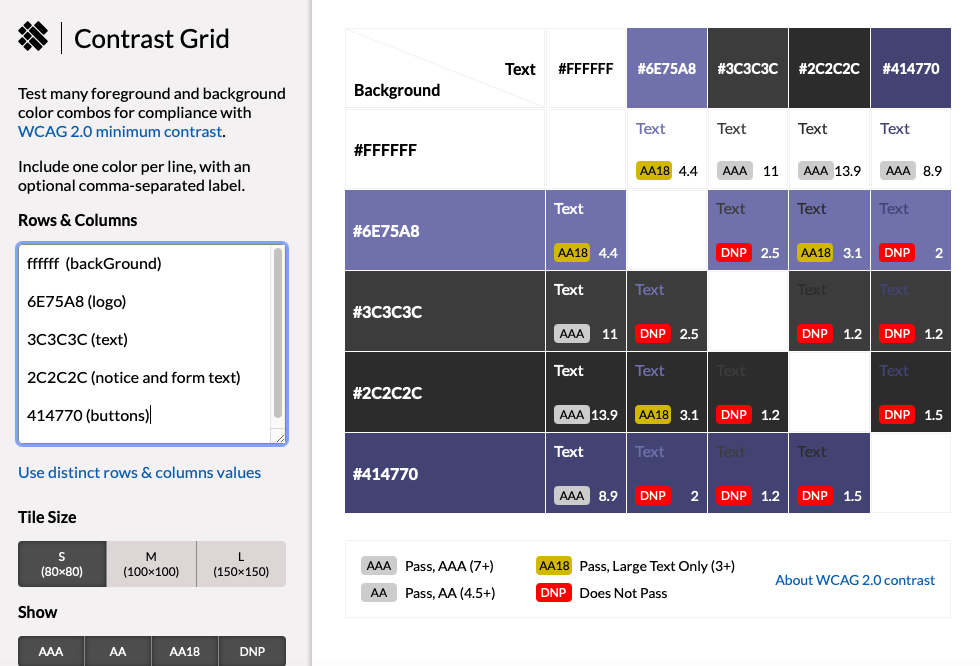 Contrast Grid
Test many foreground and background
color combos for compliance with
WCAG 2.0 minimum contrast.
Include one color per line, with an
optional comma-separated label.
Rows & Columns
ffffff  (backGround)
6E75A8 (logo)
3C3C3C (text)
2C2C2C (notice and form text)
414770 (buttons)
Use distinct rows & columns values
Tile Size
S M L
(80×80) (100×100) (150×150)
Show
AAA AA AA18 DNP
Text #FFFFFF #6E75A8 #3C3C3C #2C2C2C #414770
Background
#FFFFFF
Text Text Text Text
AA18 4.4 AAA 11 AAA 13.9 AAA 8.9
#6E75A8
Text Text Text Text
AA18 4.4 DNP 2.5 AA18 3.1 DNP 2
#3C3C3C
Text Text Text Text
AAA 11 DNP 2.5 DNP 1.2 DNP 1.2
#2C2C2C
Text Text Text Text
AAA 13.9 AA18 3.1 DNP 1.2 DNP 1.5
#414770
Text Text Text Text
AAA 8.9 DNP 2 DNP 1.2 DNP 1.5
AAA Pass, AAA (7+) AA18 Pass, Large Text Only (3+)
AA Pass, AA (4.5+) DNP Does Not Pass
About WCAG 2.0 contrast